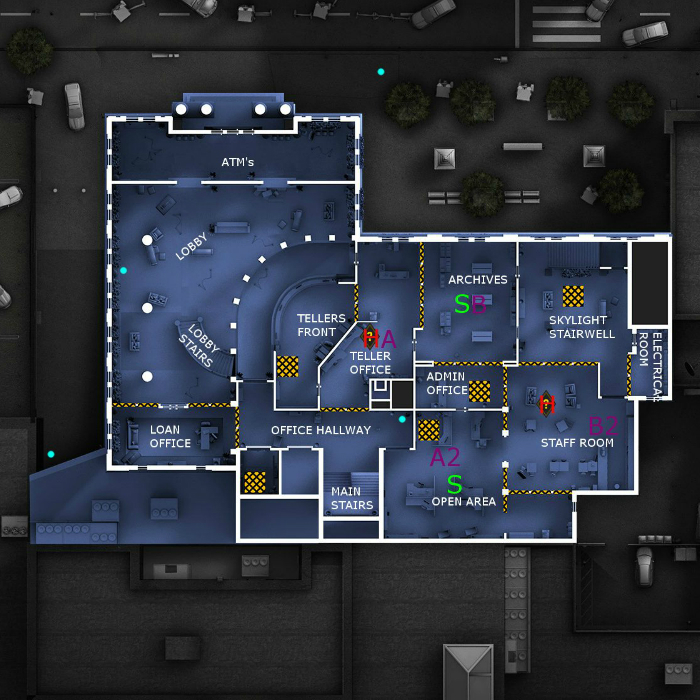 ATM's
LOBBY
ARCHIVES
S B
TELLERS
FRONT
SKYLIGHT
STAIRWELL
ELECTRICAL
ROOM
LOBBY
STAIRS
H A
TELLER
OFFICE
ADMIN
OFFICE
H
LOAN
OFFICE
OFFICE HALLWAY
B2
STAFF ROOM
A2
S
MAIN
STAIRS
OPEN AREA